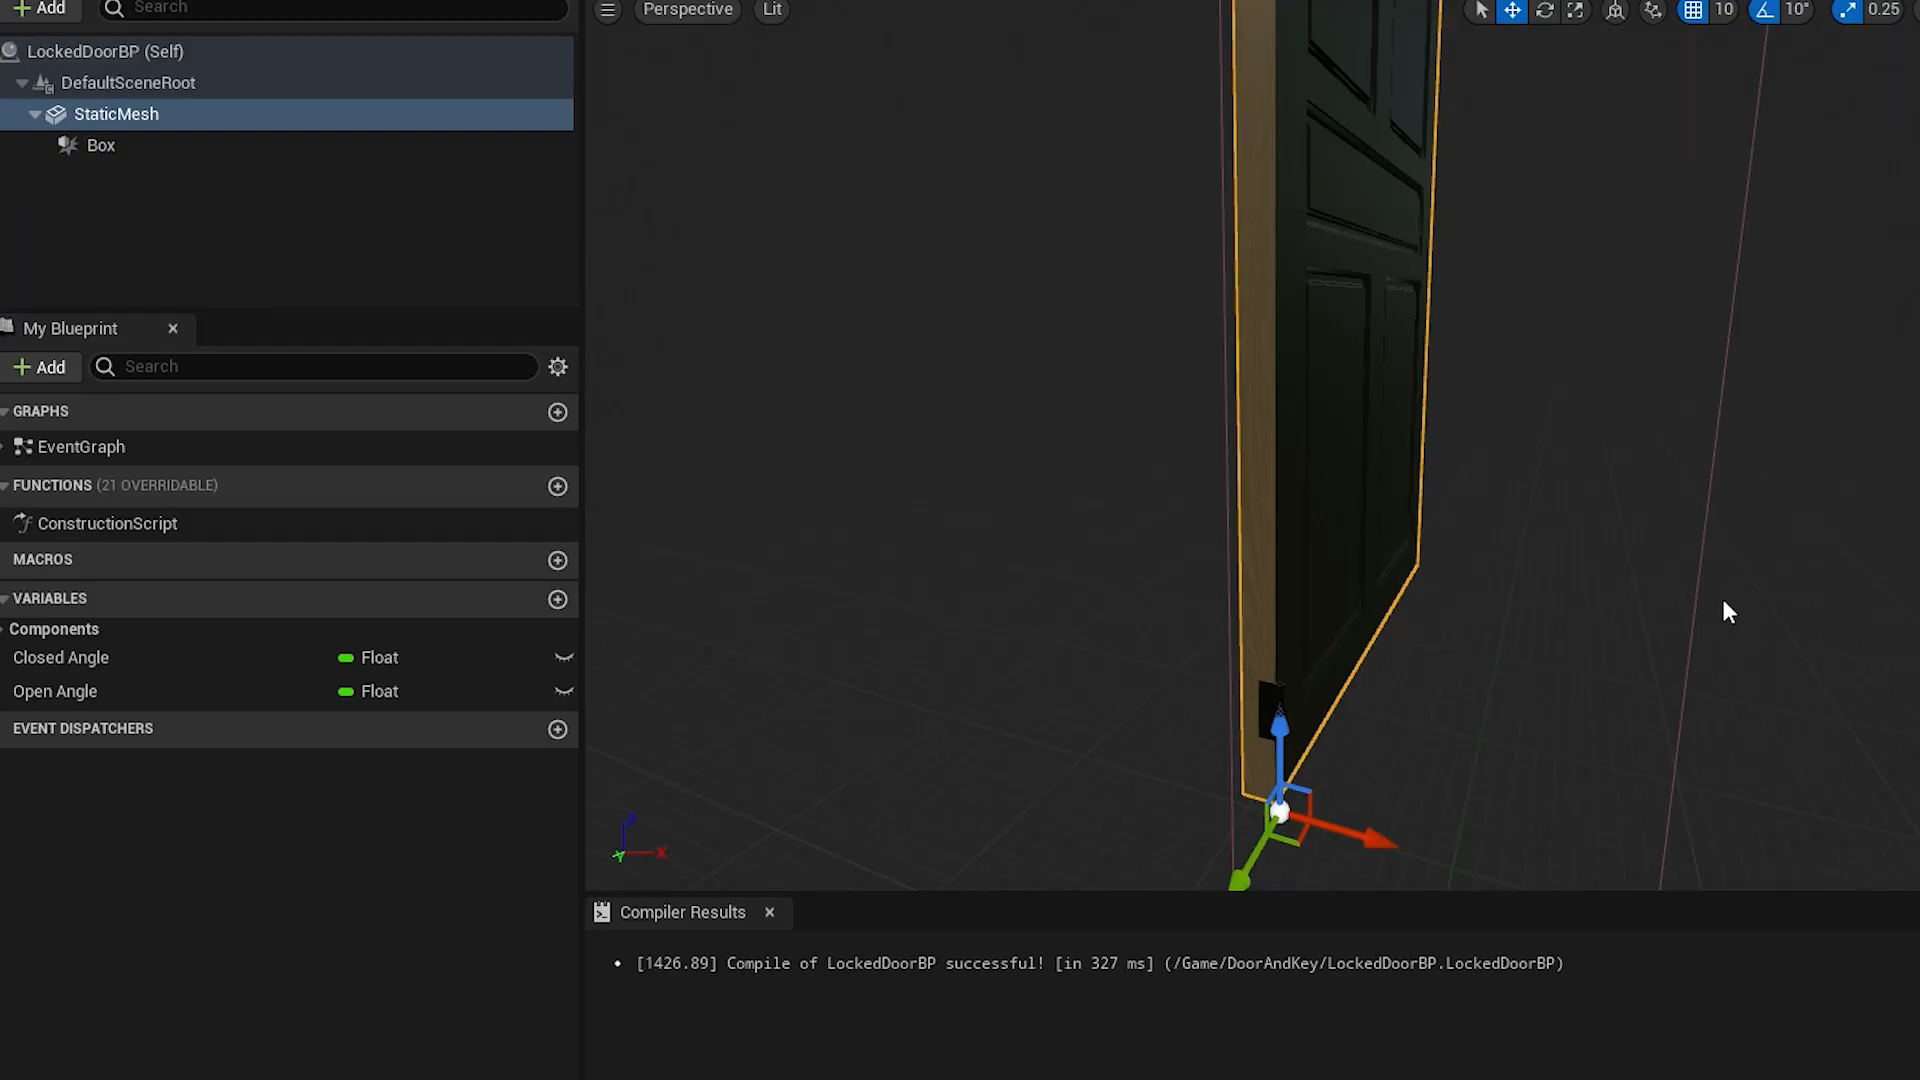 Add
Search
Perspective
Lit
10
10°
0.25
LockedDoorBP (Self)
DefaultSceneRoot
StaticMesh
Box
My Blueprint
Add
Search
GRAPHS
EventGraph
FUNCTIONS (21 OVERRIDABLE)
ConstructionScript
MACROS
VARIABLES
Components
Closed Angle Float
Open Angle Float
EVENT DISPATCHERS
Z
Y
X
Compiler Results
[1426.89] Compile of LockedDoorBP successful! [in 327 ms] (/Game/DoorAndKey/LockedDoorBP.LockedDoorBP)